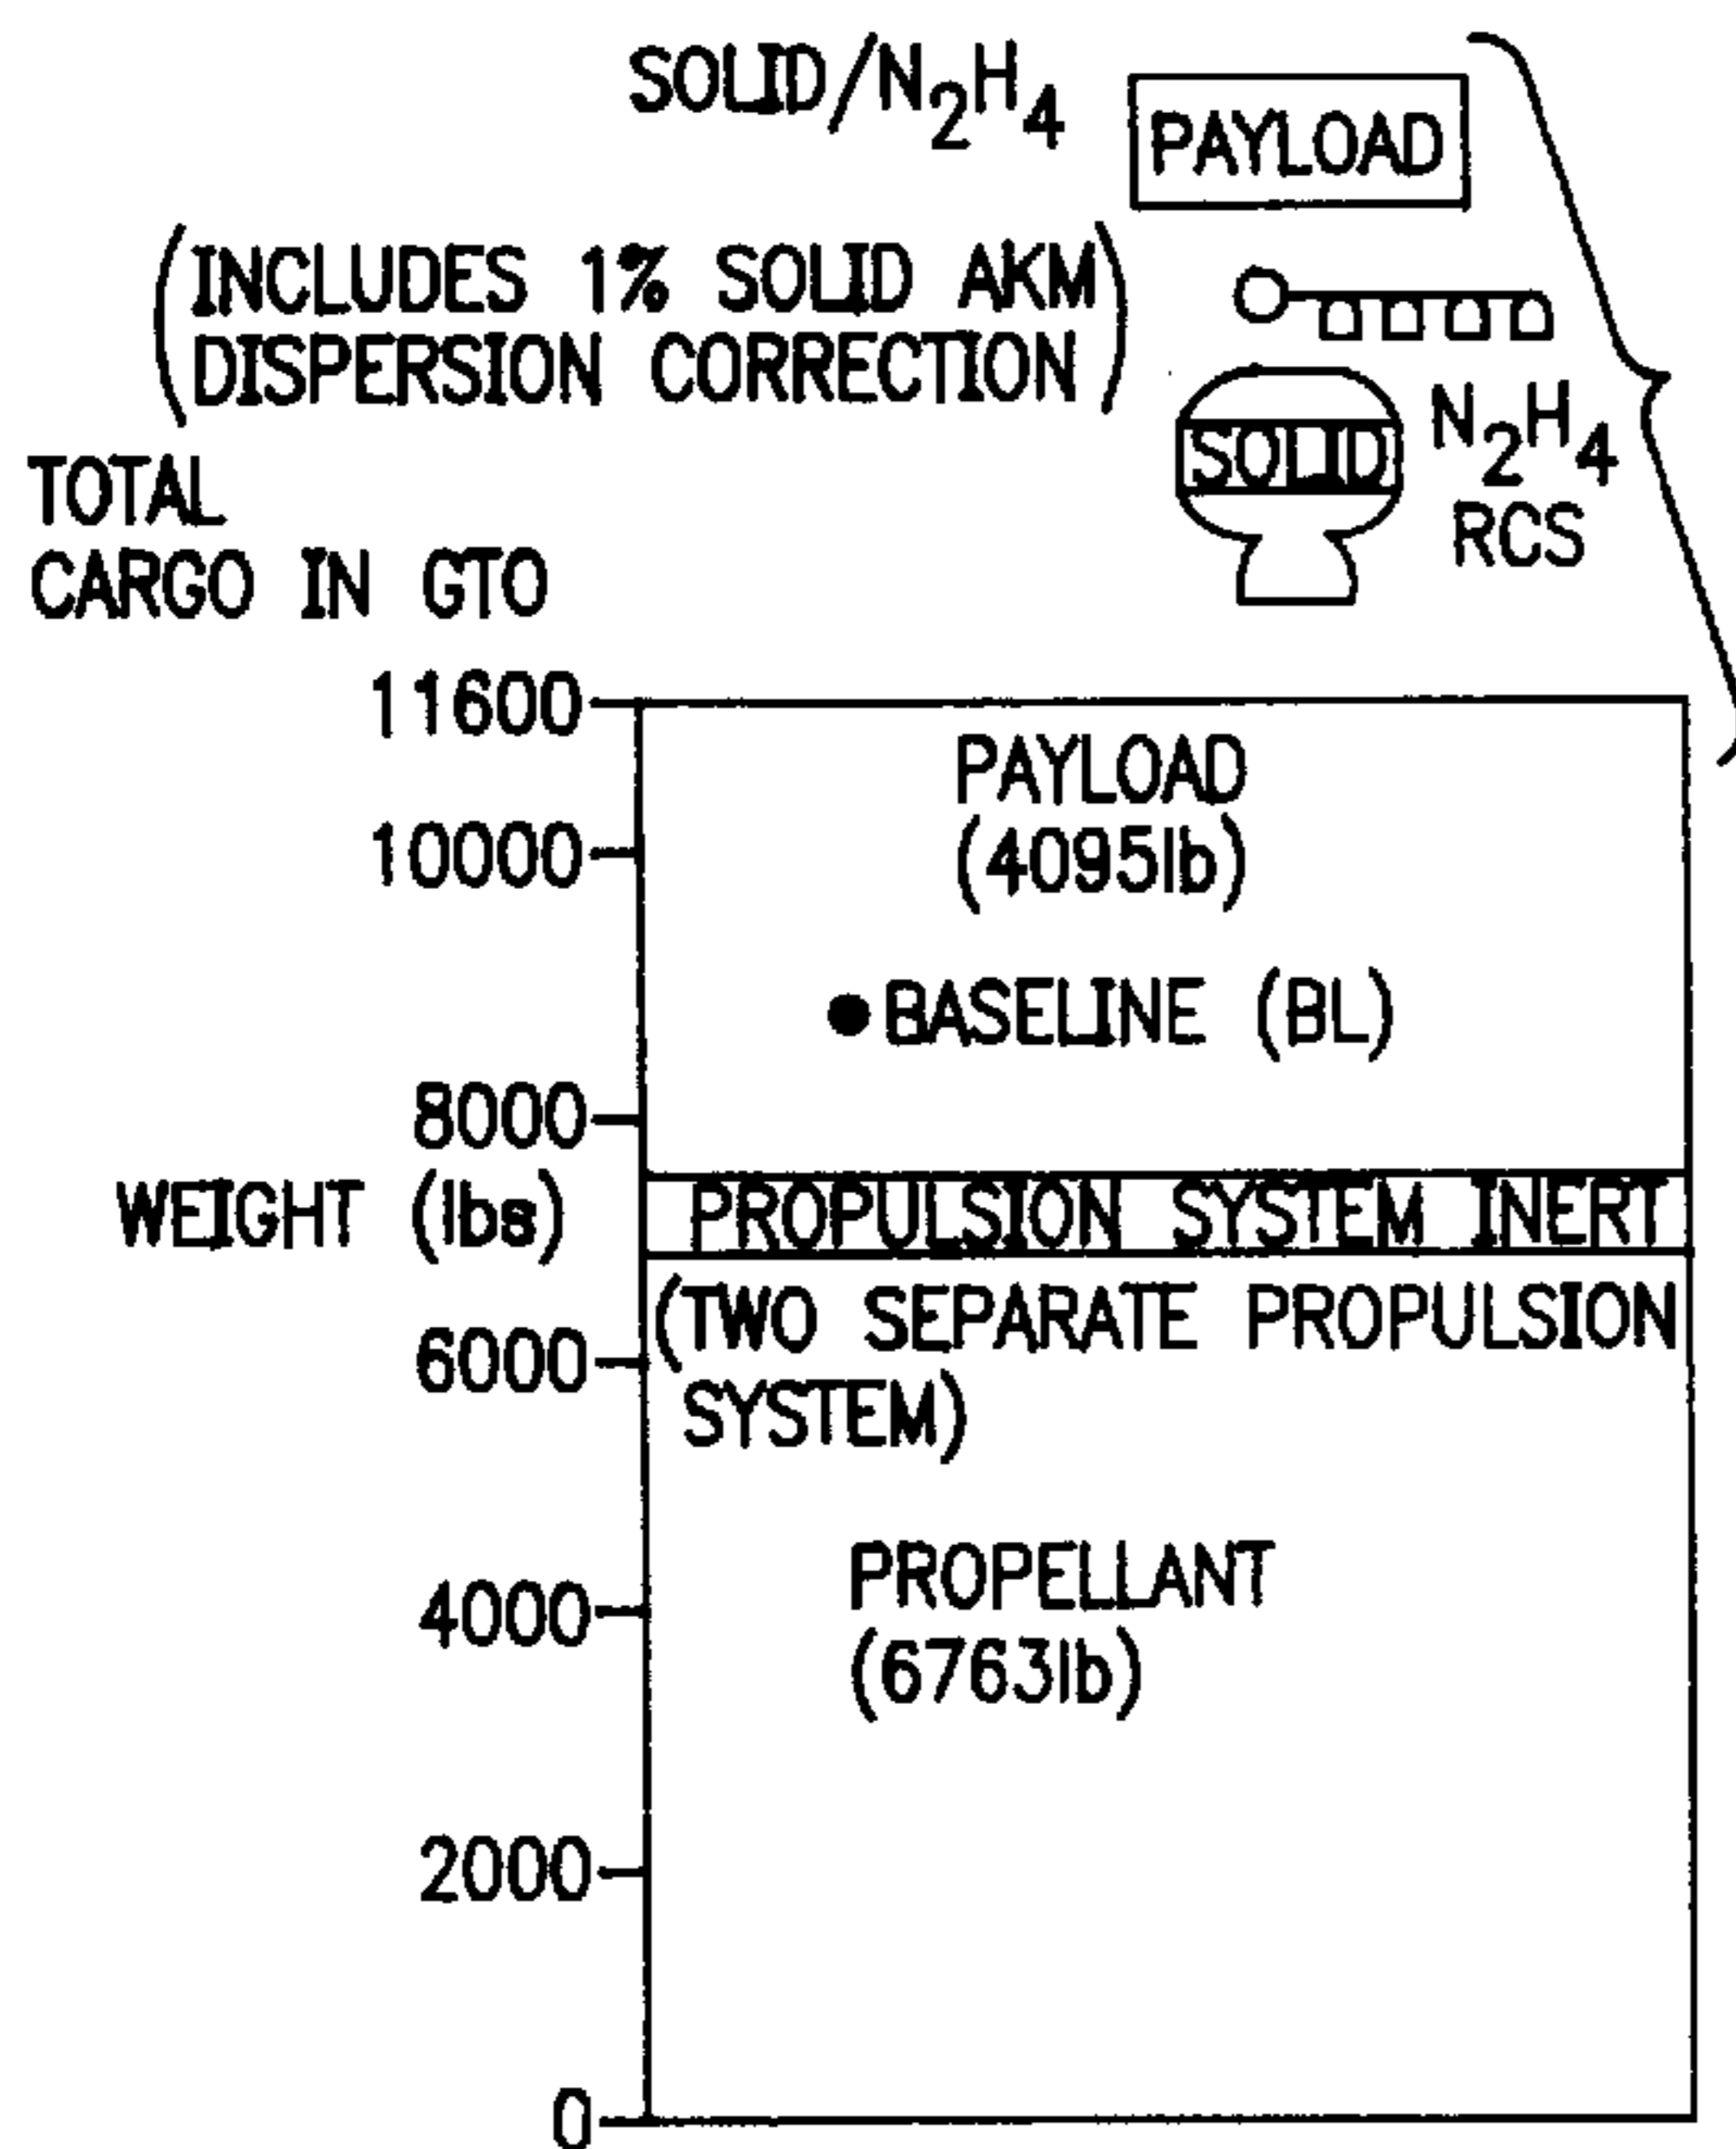 SOLID/N2H4
PAYLOAD
(INCLUDES 1% SOLID AKM
DISPERSION CORRECTION)
SOLID
N2H4
RCS
TOTAL
CARGO IN GTO
11600
PAYLOAD
(4095lb)
10000
●BASELINE (BL)
8000
WEIGHT (lbs)
PROPULSION SYSTEM INERT
(TWO SEPARATE PROPULSION
SYSTEM)
6000
PROPELLANT
(6763lb)
4000
2000
0